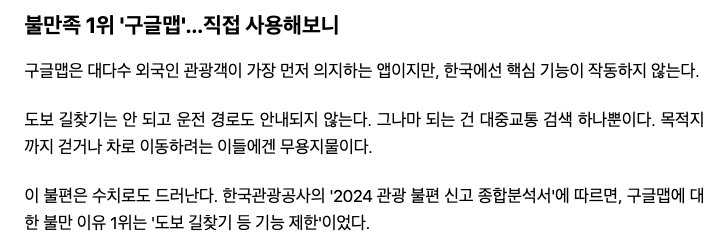 불만족 1위 '구글맵'…직접 사용해보니
구글맵은 대다수 외국인 관광객이 가장 먼저 의지하는 앱이지만, 한국에선 핵심 기능이 작동하지 않는다.
도보 길찾기는 안 되고 운전 경로도 안내되지 않는다. 그나마 되는 건 대중교통 검색 하나뿐이다. 목적지
까지 걷거나 차로 이동하려는 이들에겐 무용지물이다.
이 불편은 수치로도 드러난다. 한국관광공사의 '2024 관광 불편 신고 종합분석서'에 따르면, 구글맵에 대
한 불만 이유 1위는 '도보 길찾기 등 기능 제한'이었다.